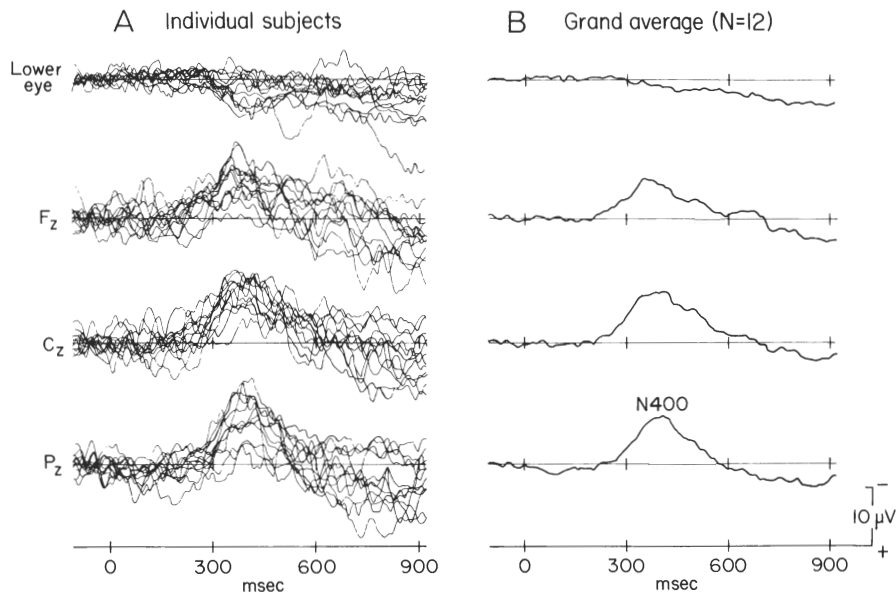 A Individual subjects
Lower
eye
Fz
Cz
Pz
0 300 600 900
msec
B Grand average (N=12)
N400
−
10 µV
+
0 300 600 900
msec